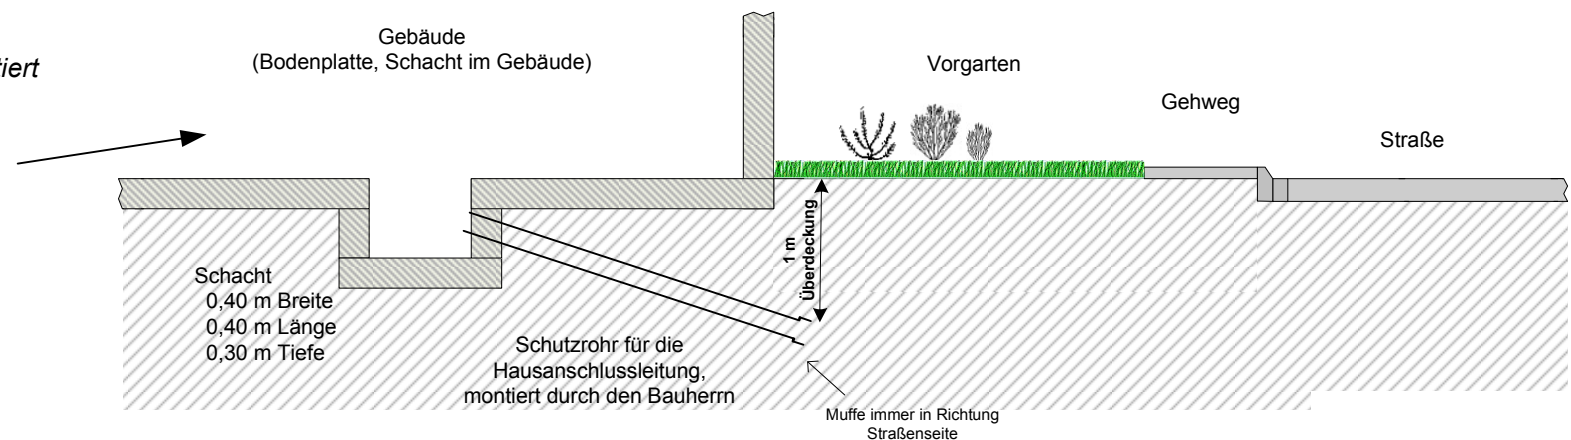 tiert
Gebäude
(Bodenplatte, Schacht im Gebäude)
Vorgarten
Gehweg
Straße
1 m
Überdeckung
Schacht
0,40 m Breite
0,40 m Länge
0,30 m Tiefe
Schutzrohr für die
Hausanschlussleitung,
montiert durch den Bauherrn
Muffe immer in Richtung
Straßenseite